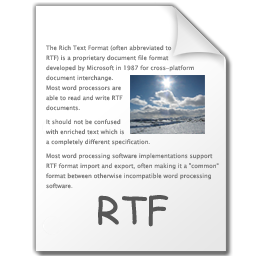 The Rich Text Format (often abbreviated to
RTF) is a proprietary document file format
developed by Microsoft in 1987 for cross-platform
document interchange.
Most word processors are
able to read and write RTF
documents.
It should not be confused
with enriched text which is
a completely different specification.
Most word processing software implementations support
RTF format import and export, often making it a "common"
format between otherwise incompatible word processing
software.
RTF